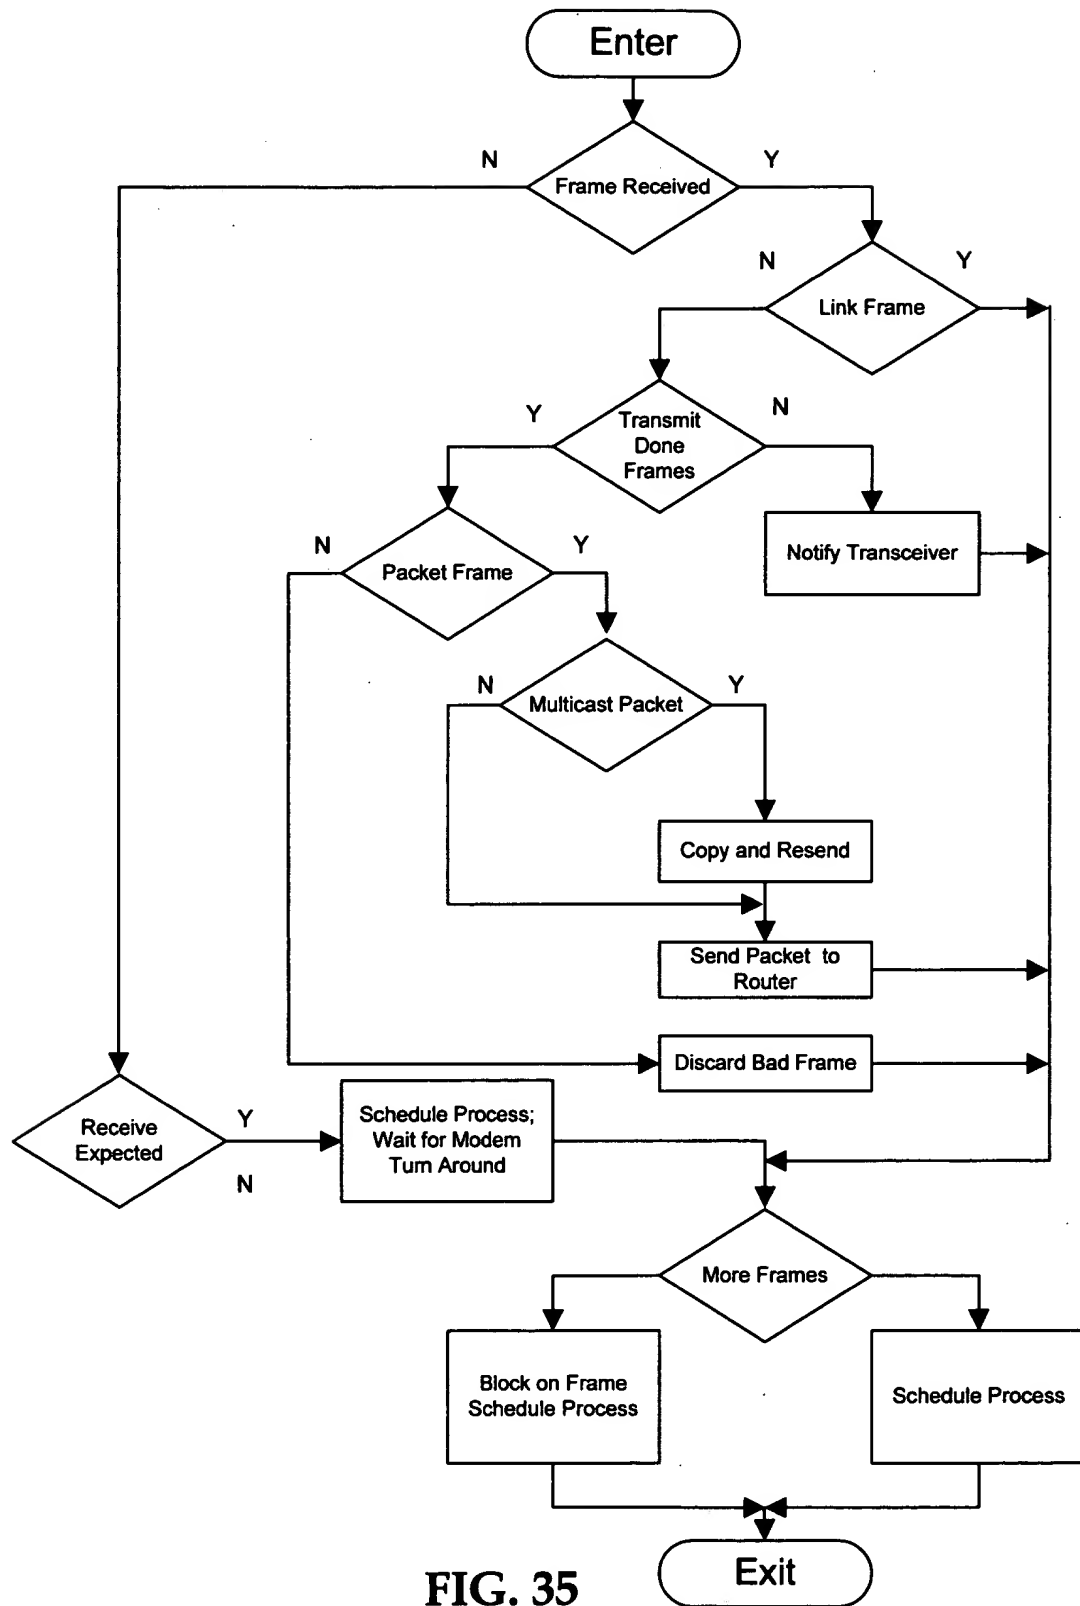 Enter
N
Y
Frame Received
N
Y
Link Frame
Y
N
Transmit
Done
Frames
N
Y
Packet Frame
Notify Transceiver
N
Y
Multicast Packet
Copy and Resend
Send Packet to
Router
Discard Bad Frame
Receive
Expected
Y
N
Schedule Process;
Wait for Modem
Turn Around
More Frames
Block on Frame
Schedule Process
Schedule Process
Exit
FIG. 35